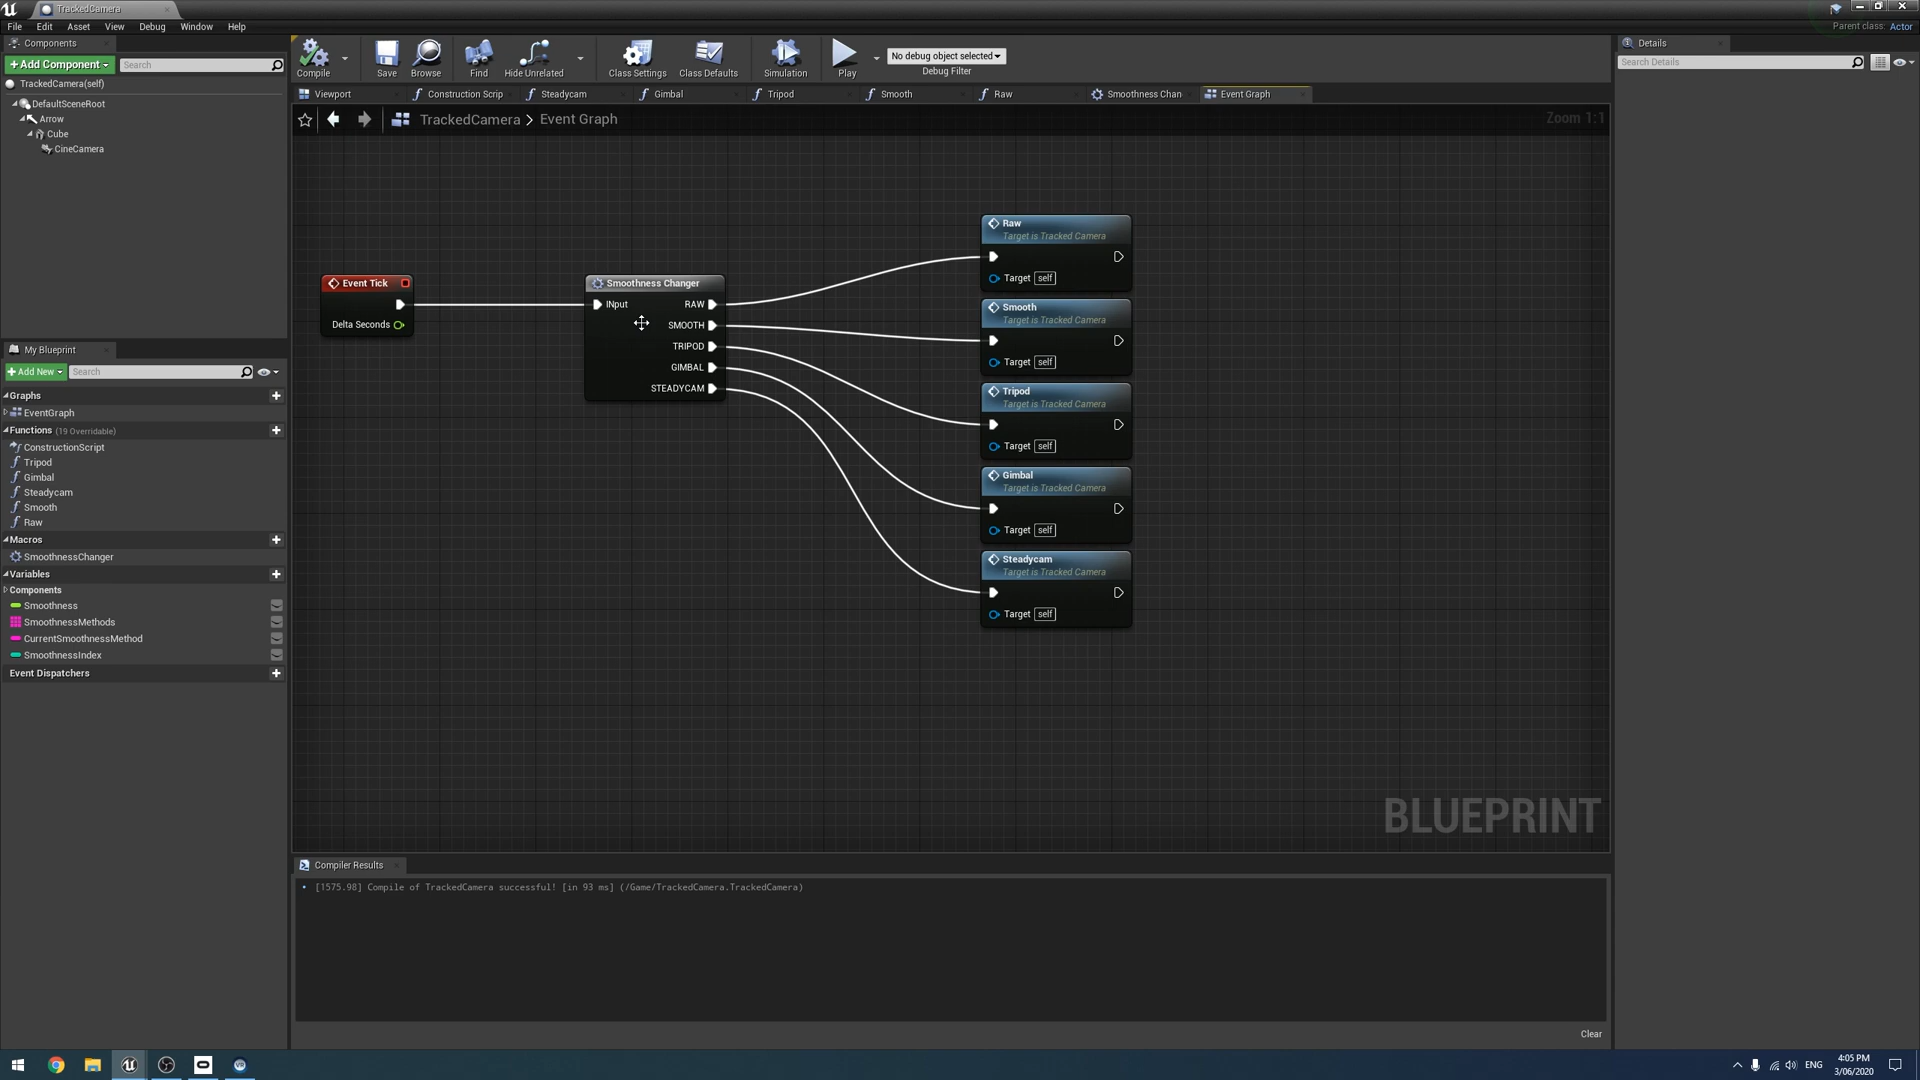 TrackedCamera
File Edit Asset View Debug Window Help
Parent class: Actor
Components
+Add Component
Search
TrackedCamera(self)
DefaultSceneRoot
Arrow
Cube
CineCamera
My Blueprint
+Add New
Search
Graphs
EventGraph
Functions (19 Overridable)
ConstructionScript
Tripod
Gimbal
Steadycam
Smooth
Raw
Macros
SmoothnessChanger
Variables
Components
Smoothness
SmoothnessMethods
CurrentSmoothnessMethod
SmoothnessIndex
Event Dispatchers
Compile Save Browse Find Hide Unrelated Class Settings Class Defaults Simulation Play
No debug object selected
Debug Filter
Viewport Construction Scrip Steadycam Gimbal Tripod Smooth Raw Smoothness Chan Event Graph
TrackedCamera > Event Graph
Zoom 1:1
Event Tick
Delta Seconds
Smoothness Changer
INput RAW
SMOOTH
TRIPOD
GIMBAL
STEADYCAM
Raw
Target is Tracked Camera
Target self
Smooth
Target is Tracked Camera
Target self
Tripod
Target is Tracked Camera
Target self
Gimbal
Target is Tracked Camera
Target self
Steadycam
Target is Tracked Camera
Target self
BLUEPRINT
Compiler Results
[1575.98] Compile of TrackedCamera successful! [in 93 ms] (/Game/TrackedCamera.TrackedCamera)
Clear
Details
Search Details
ENG
4:05 PM
3/06/2020